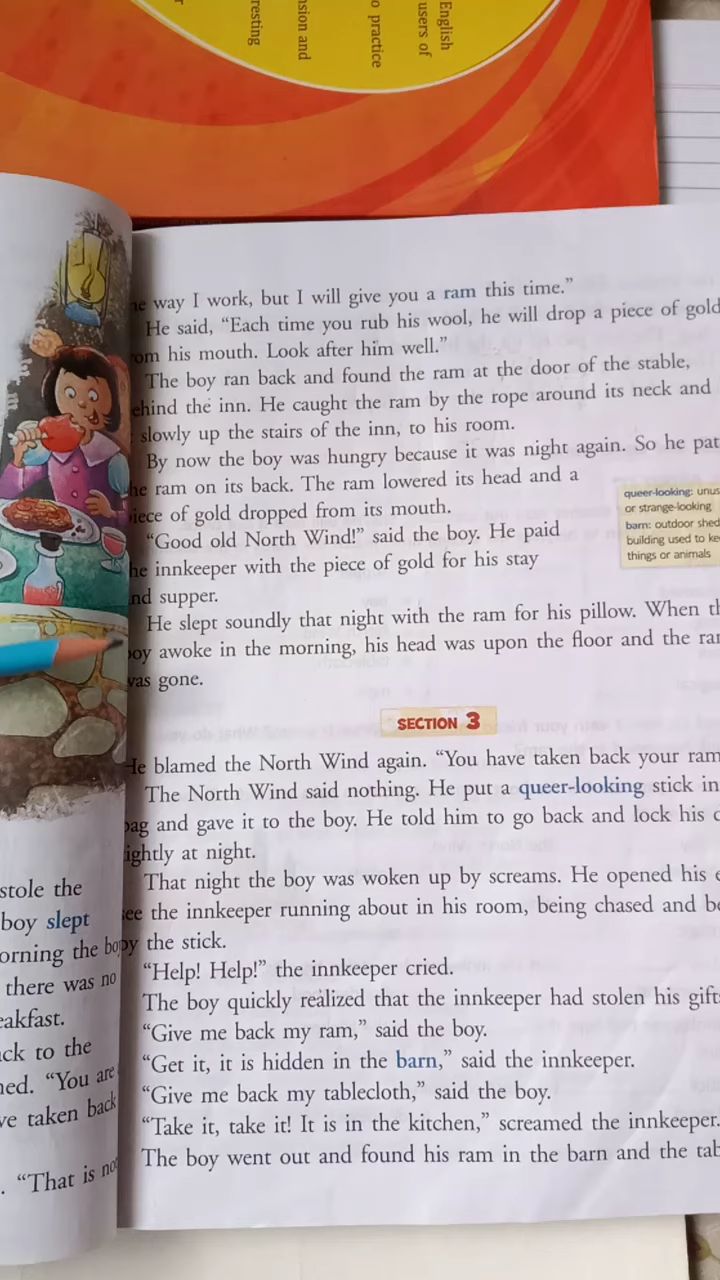 English
users of
o practice
nsion and
resting
r
stole the
boy slept
orning the
there was no
eakfast.
ck to the
ned. "You are
ve taken back
. "That is no
he way I work, but I will give you a ram this time."
He said, "Each time you rub his wool, he will drop a piece of gold
om his mouth. Look after him well."
The boy ran back and found the ram at the door of the stable,
ehind the inn. He caught the ram by the rope around its neck and
slowly up the stairs of the inn, to his room.
By now the boy was hungry because it was night again. So he pat
he ram on its back. The ram lowered its head and a
iece of gold dropped from its mouth.
"Good old North Wind!" said the boy. He paid
he innkeeper with the piece of gold for his stay
nd supper.
He slept soundly that night with the ram for his pillow. When th
oy awoke in the morning, his head was upon the floor and the ra
was gone.
queer-looking: unus
or strange-looking
barn: outdoor shed
building used to ke
things or animals
SECTION 3
He blamed the North Wind again. "You have taken back your ram
The North Wind said nothing. He put a queer-looking stick in
bag and gave it to the boy. He told him to go back and lock his
ightly at night.
That night the boy was woken up by screams. He opened his e
ee the innkeeper running about in his room, being chased and be
by the stick.
"Help! Help!" the innkeeper cried.
The boy quickly realized that the innkeeper had stolen his gift
"Give me back my ram," said the boy.
"Get it, it is hidden in the barn," said the innkeeper.
"Give me back my tablecloth," said the boy.
"Take it, take it! It is in the kitchen," screamed the innkeeper.
The boy went out and found his ram in the barn and the tab